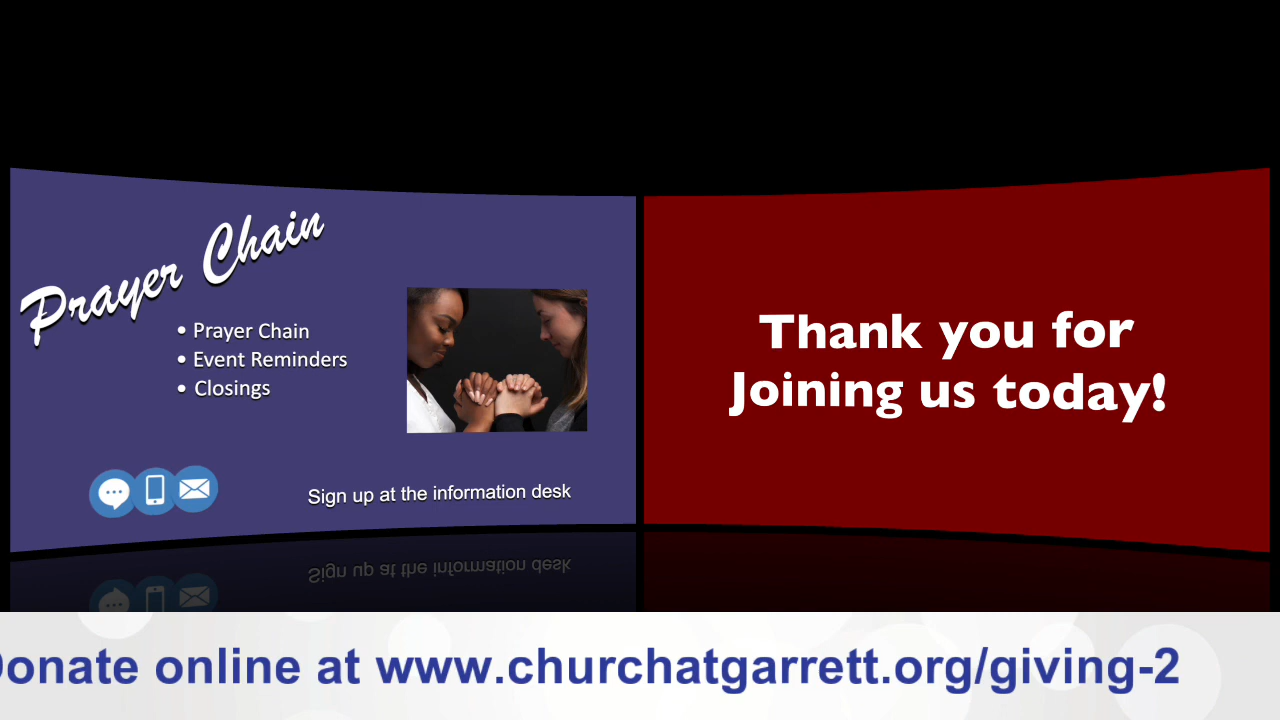 Prayer Chain
• Prayer Chain
• Event Reminders
• Closings
Sign up at the information desk
Thank you for
Joining us today!
Donate online at www.churchatgarrett.org/giving-2